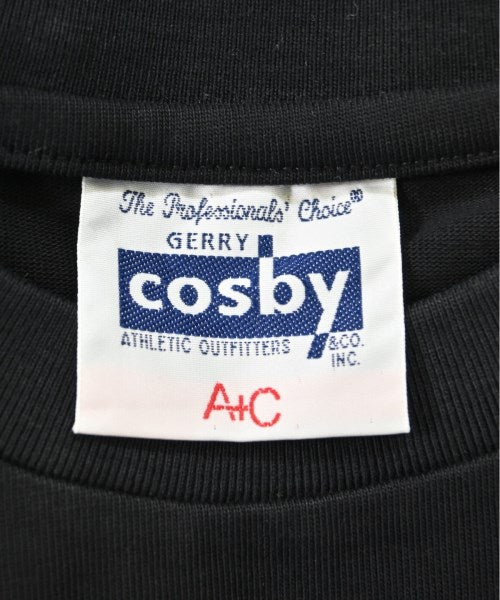 The Professionals' Choice®
GERRY
cosby
ATHLETIC OUTFITTERS &CO.
INC.
A+C